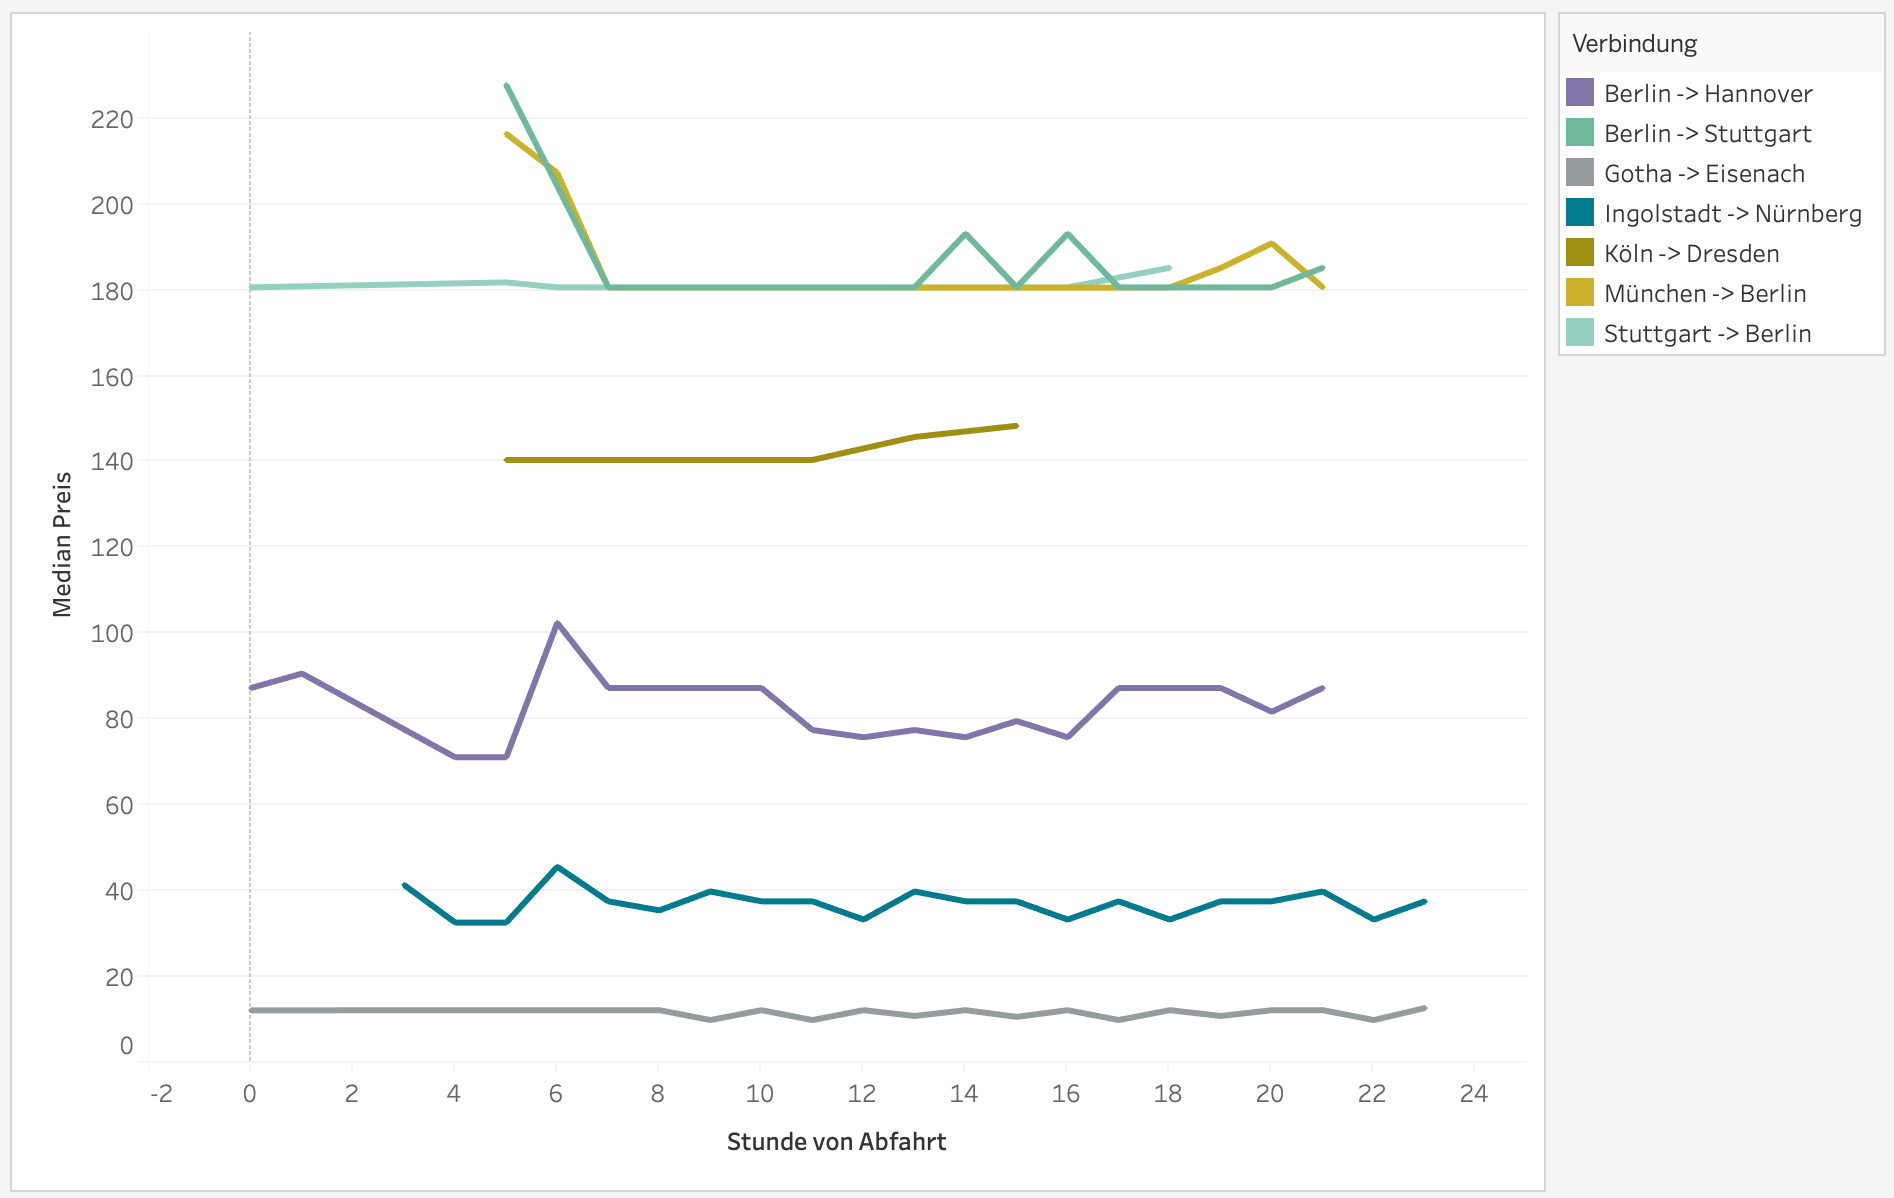 Verbindung
Berlin -> Hannover
Berlin -> Stuttgart
Gotha -> Eisenach
Ingolstadt -> Nürnberg
Köln -> Dresden
München -> Berlin
Stuttgart -> Berlin
Median Preis
220
200
180
160
140
120
100
80
60
40
20
0
-2 0 2 4 6 8 10 12 14 16 18 20 22 24
Stunde von Abfahrt